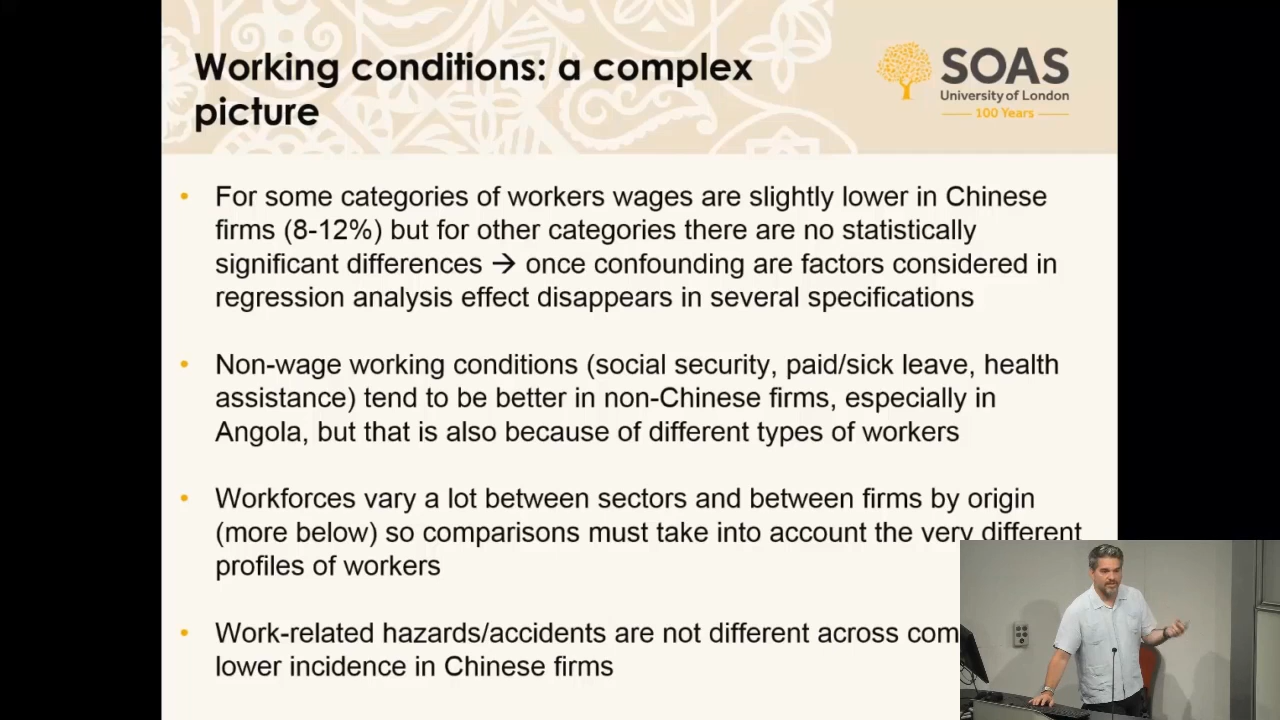 Working conditions: a complex
picture
SOAS
University of London
100 Years
• For some categories of workers wages are slightly lower in Chinese
firms (8-12%) but for other categories there are no statistically
significant differences → once confounding are factors considered in
regression analysis effect disappears in several specifications
• Non-wage working conditions (social security, paid/sick leave, health
assistance) tend to be better in non-Chinese firms, especially in
Angola, but that is also because of different types of workers
• Workforces vary a lot between sectors and between firms by origin
(more below) so comparisons must take into account the very different
profiles of workers
• Work-related hazards/accidents are not different across
lower incidence in Chinese firms